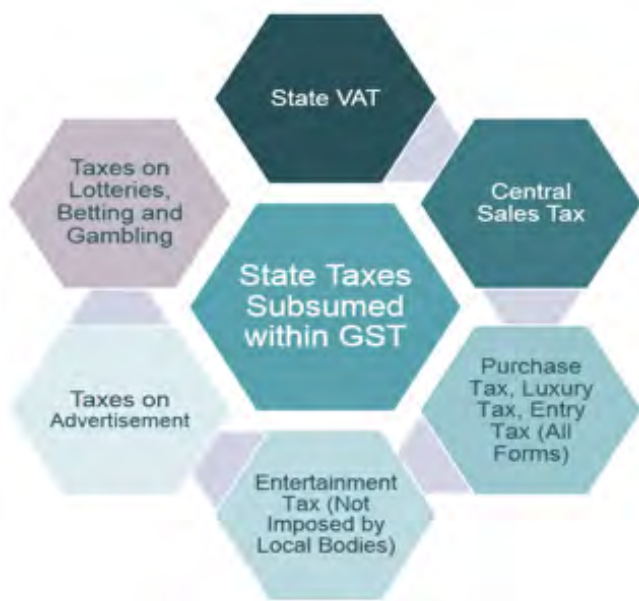 State VAT
Central
Sales Tax
Purchase
Tax, Luxury
Tax, Entry
Tax (All
Forms)
Entertainment
Tax (Not
Imposed by
Local Bodies)
Taxes on
Advertisement
Taxes on
Lotteries,
Betting and
Gambling
State Taxes
Subsumed
within GST